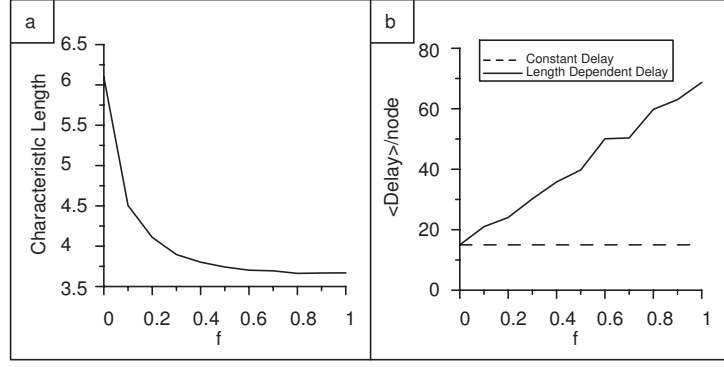 a
6.5
6
5.5
5
4.5
4
3.5
Characteristic Length
0 0.2 0.4 0.6 0.8 1
f
b
80
60
40
20
0
<Delay>/node
Constant Delay
Length Dependent Delay
0 0.2 0.4 0.6 0.8 1
f